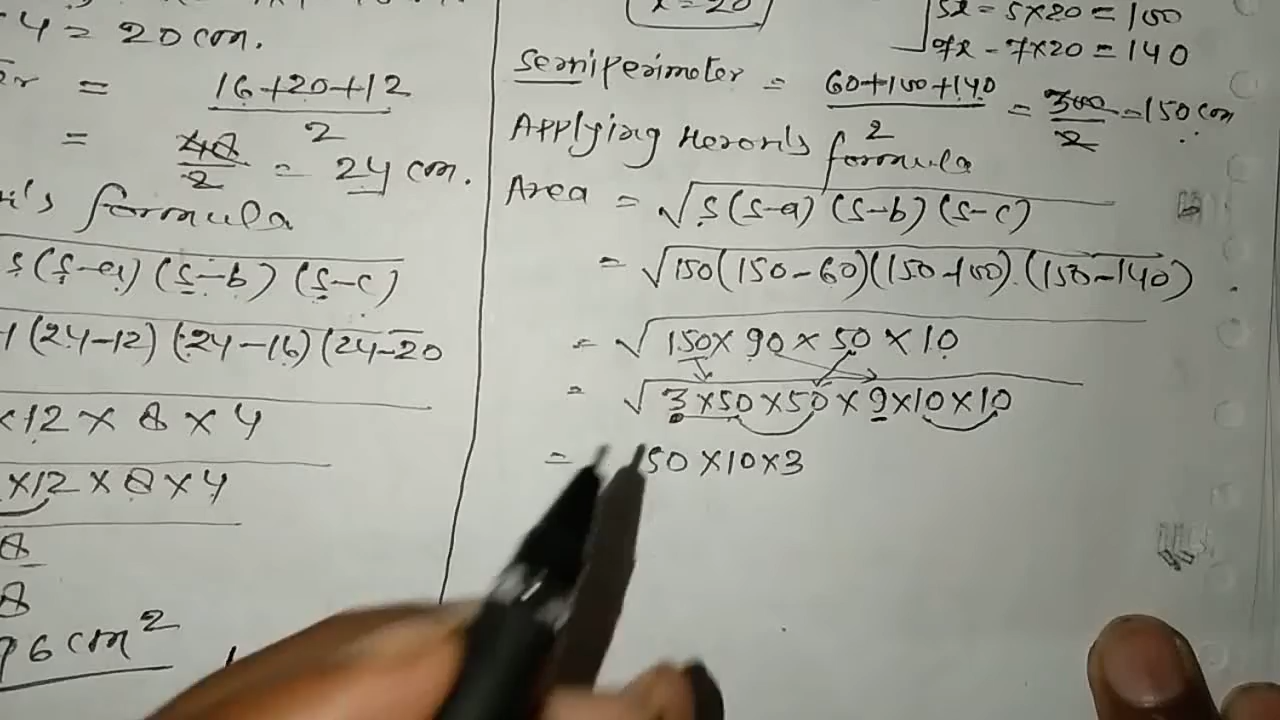 4 = 20 cm.
= 16+20+12
2
= 48
2
= 24 cm.
formula
s(s-a)(s-b)(s-c)
(24-12)(24-16)(24-20
×12×8×4
×12×8×4
8
8
96 cm²
x = 20
5x = 5×20 = 100
7x - 7×20 = 140
Semiperimeter = 60+100+140
2
= 300
2
= 150 cm
Applying Heron's formula
Area = √s(s-a)(s-b)(s-c)
= √150(150-60)(150-100).(150-140)
= √150×90×50×10
= √3×50×50×9×10×10
= 50×10×3